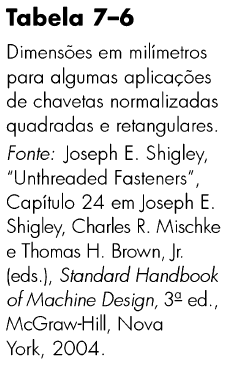 Tabela 7–6
Dimensões em milímetros
para algumas aplicações
de chavetas normalizadas
quadradas e retangulares.
Fonte: Joseph E. Shigley,
“Unthreaded Fasteners”,
Capítulo 24 em Joseph E.
Shigley, Charles R. Mischke
e Thomas H. Brown, Jr.
(eds.), Standard Handbook
of Machine Design, 3ª ed.,
McGraw-Hill, Nova
York, 2004.